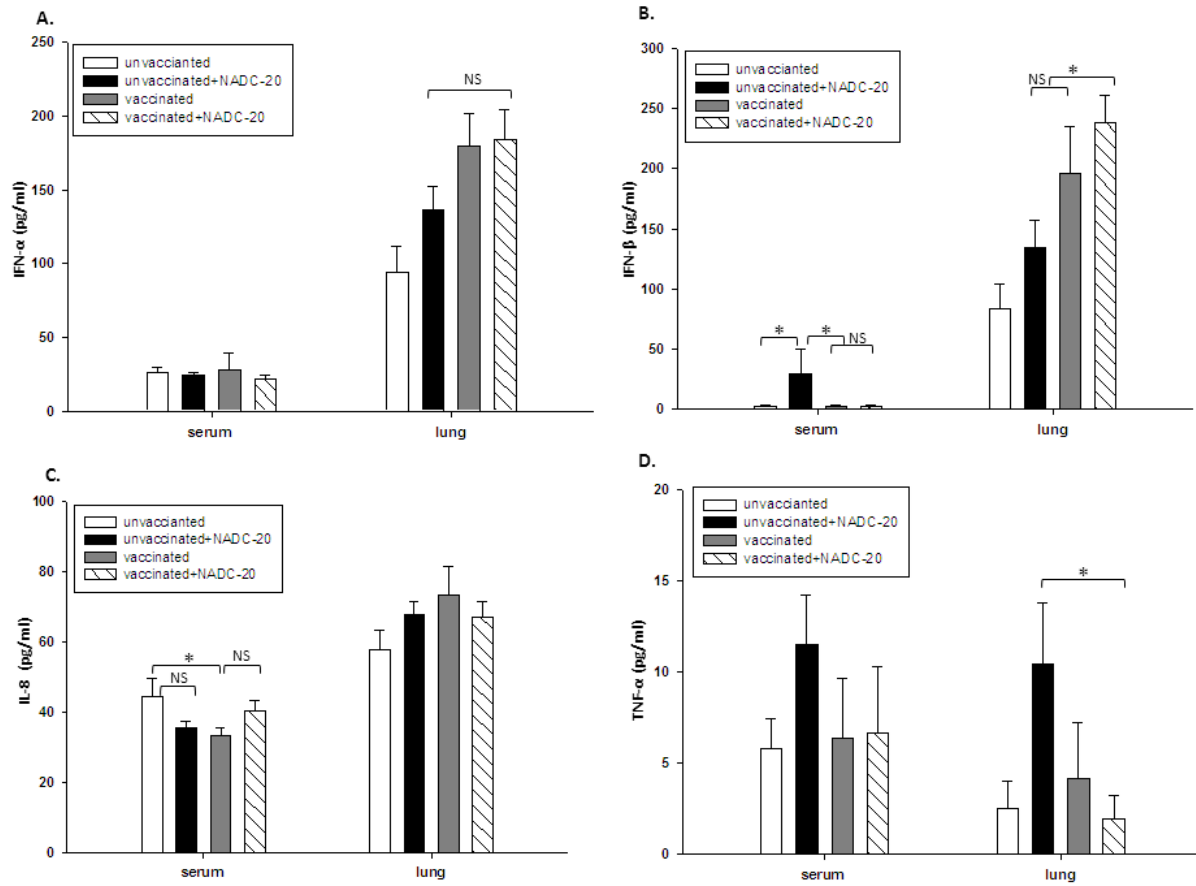 A.
250
200
150
100
50
0
IFN-α (pg/ml)
unvaccianted
unvaccinated+NADC-20
vaccinated
vaccinated+NADC-20
NS
serum lung
B.
300
250
200
150
100
50
0
IFN-β (pg/ml)
unvaccianted
unvaccinated+NADC-20
vaccinated
vaccinated+NADC-20
NS *
* * NS
serum lung
C.
100
80
60
40
20
0
IL-8 (pg/ml)
unvaccianted
unvaccinated+NADC-20
vaccinated
vaccinated+NADC-20
* NS
NS
serum lung
D.
20
15
10
5
0
TNF-α (pg/ml)
unvaccianted
unvaccinated+NADC-20
vaccinated
vaccinated+NADC-20
*
serum lung